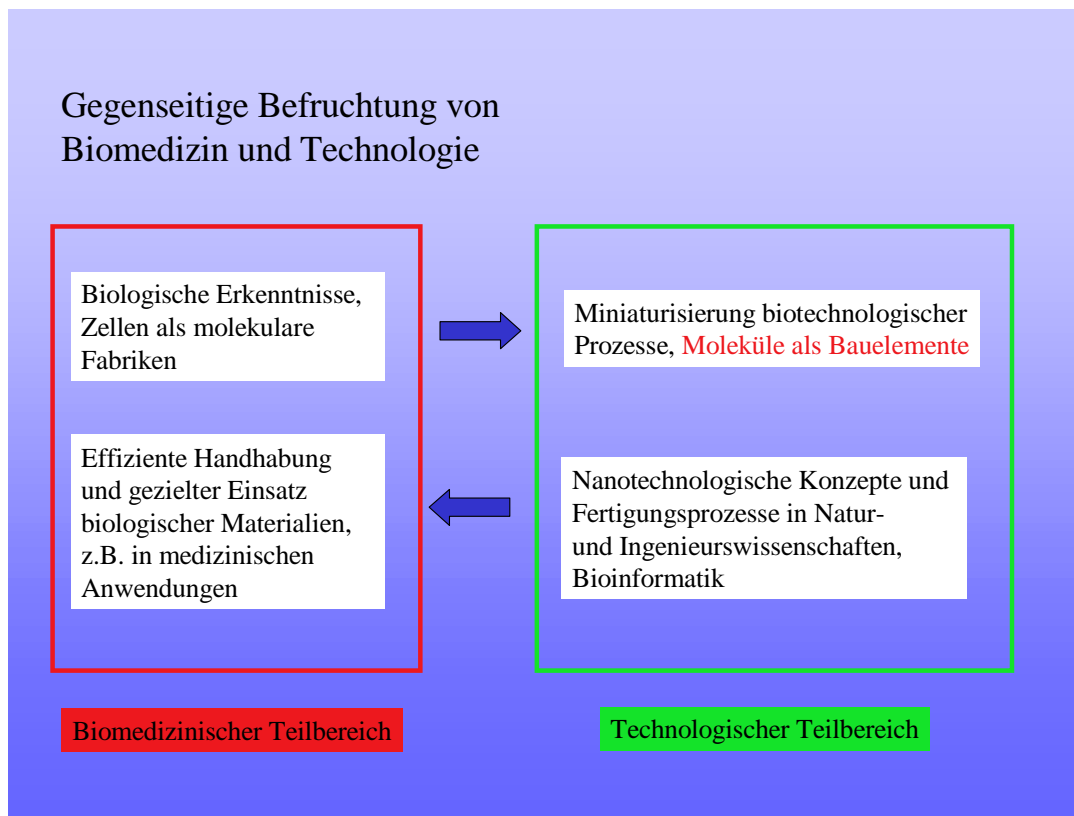 Gegenseitige Befruchtung von
Biomedizin und Technologie
Biologische Erkenntnisse,
Zellen als molekulare
Fabriken
Miniaturisierung biotechnologischer
Prozesse, Moleküle als Bauelemente
Effiziente Handhabung
und gezielter Einsatz
biologischer Materialien,
z.B. in medizinischen
Anwendungen
Nanotechnologische Konzepte und
Fertigungsprozesse in Natur-
und Ingenieurswissenschaften,
Bioinformatik
Biomedizinischer Teilbereich
Technologischer Teilbereich